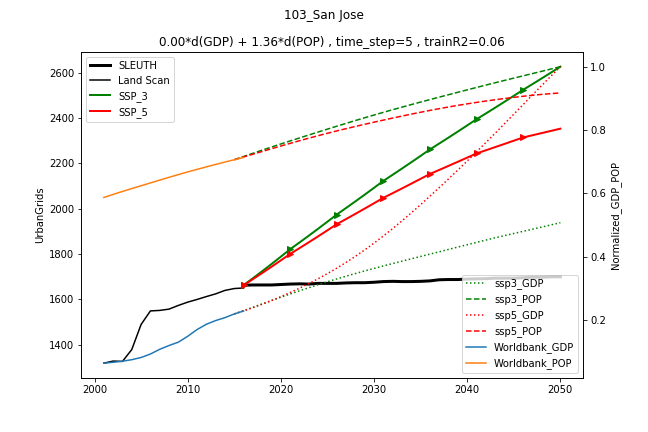 103_San Jose
0.00*d(GDP) + 1.36*d(POP) , time_step=5 , trainR2=0.06
SLEUTH
Land Scan
SSP_3
SSP_5
UrbanGrids
2600
2400
2200
2000
1800
1600
1400
1.0
0.8
0.6
0.4
0.2
Normalized_GDP_POP
ssp3_GDP
ssp3_POP
ssp5_GDP
ssp5_POP
Worldbank_GDP
Worldbank_POP
2000
2010
2020
2030
2040
2050